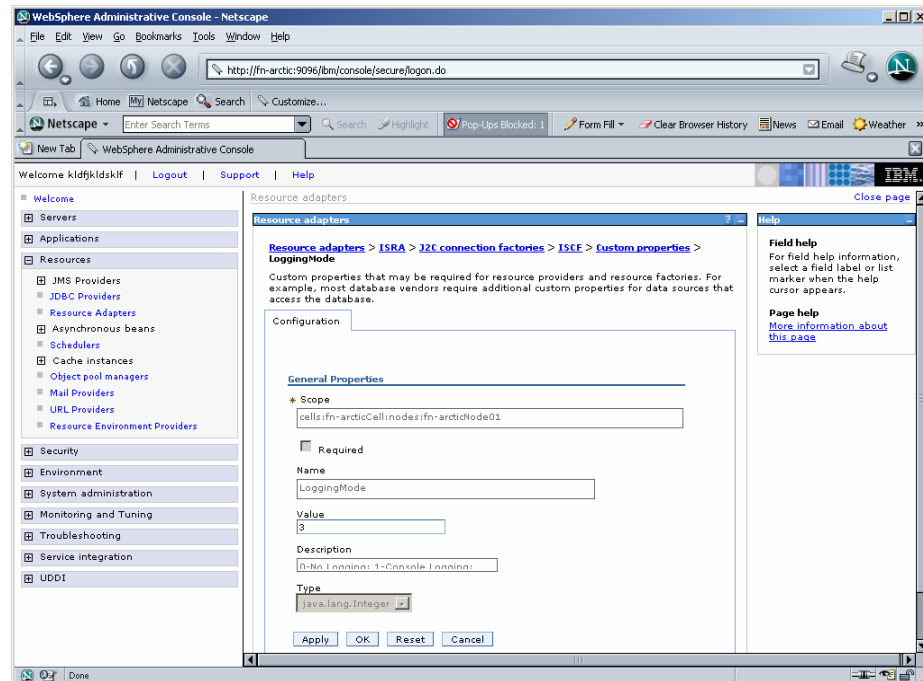 WebSphere Administrative Console - Netscape
File Edit View Go Bookmarks Tools Window Help
http://fn-arctic:9096/ibm/console/secure/logon.do
Home My Netscape Search Customize...
Netscape Enter Search Terms Search Highlight Pop-Ups Blocked: 1 Form Fill Clear Browser History News Email Weather »
New Tab WebSphere Administrative Console
Welcome kldfjkldsklf | Logout | Support | Help IBM.
Welcome
Servers
Applications
Resources
JMS Providers
JDBC Providers
Resource Adapters
Asynchronous beans
Schedulers
Cache instances
Object pool managers
Mail Providers
URL Providers
Resource Environment Providers
Security
Environment
System administration
Monitoring and Tuning
Troubleshooting
Service integration
UDDI
Resource adapters Close page
Resource adapters ? -
Resource adapters > ISRA > J2C connection factories > ISCF > Custom properties >
LoggingMode
Custom properties that may be required for resource providers and resource factories. For
example, most database vendors require additional custom properties for data sources that
access the database.
Configuration
General Properties
* Scope
cells:fn-arcticCell:nodes:fn-arcticNode01
Required
Name
LoggingMode
Value
3
Description
0-No Logging; 1-Console Logging;
Type
java.lang.Integer
Apply OK Reset Cancel
Help -
Field help
For field help information,
select a field label or list
marker when the help
cursor appears.
Page help
More information about
this page
Done